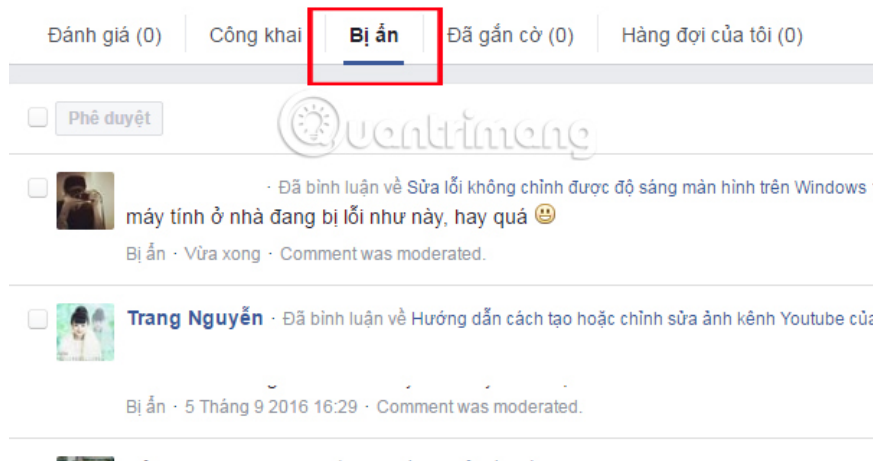 Đánh giá (0) Công khai Bị ẩn Đã gắn cờ (0) Hàng đợi của tôi (0)
Phê duyệt
Quantrimang
· Đã bình luận về Sửa lỗi không chỉnh được độ sáng màn hình trên Windows
máy tính ở nhà đang bị lỗi như này, hay quá 😃
Bị ẩn · Vừa xong · Comment was moderated.
Trang Nguyễn · Đã bình luận về Hướng dẫn cách tạo hoặc chỉnh sửa ảnh kênh Youtube của
Bị ẩn · 5 Tháng 9 2016 16:29 · Comment was moderated.